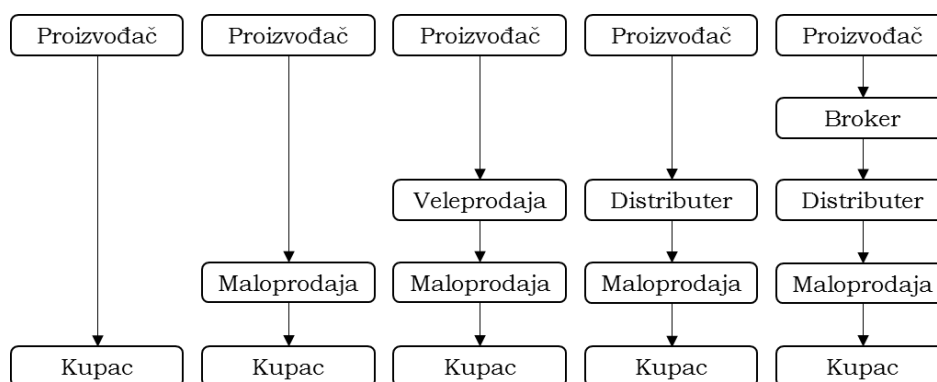 Proizvođač Proizvođač Proizvođač Proizvođač Proizvođač
Broker
Veleprodaja Distributer Distributer
Maloprodaja Maloprodaja Maloprodaja Maloprodaja
Kupac Kupac Kupac Kupac Kupac